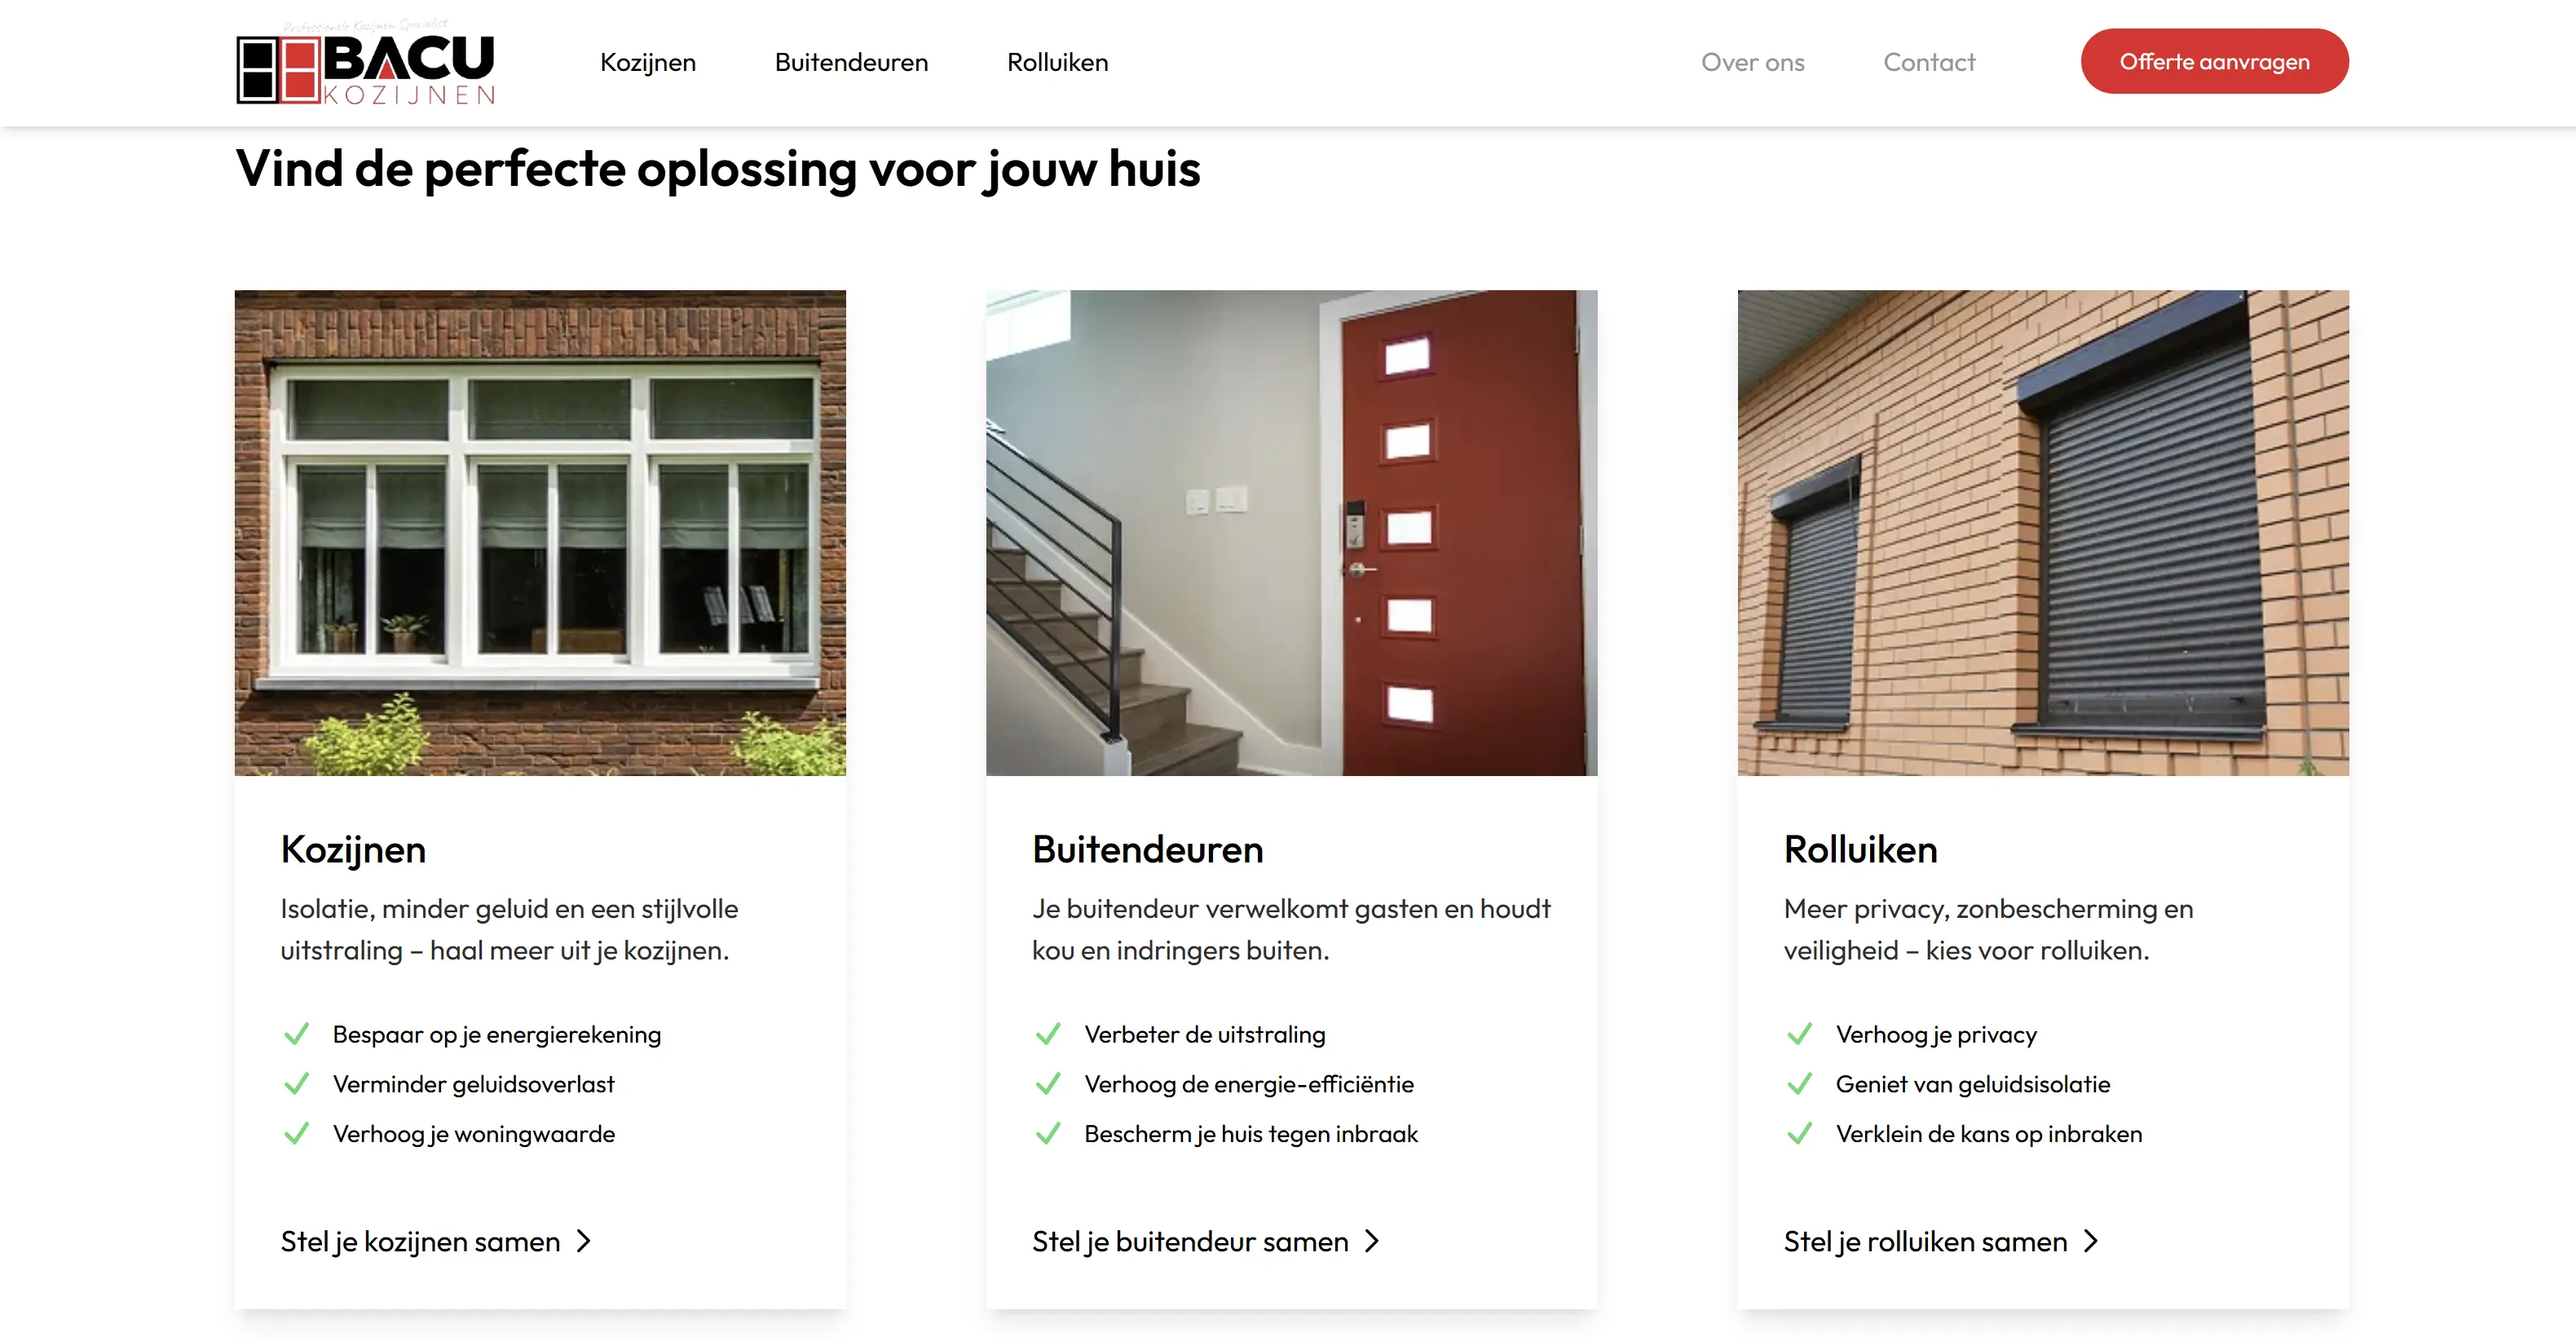 Professionele Kozijnen Specialist
BACU
KOZIJNEN
Kozijnen
Buitendeuren
Rolluiken
Over ons
Contact
Offerte aanvragen
Vind de perfecte oplossing voor jouw huis
Kozijnen
Isolatie, minder geluid en een stijlvolle
uitstraling – haal meer uit je kozijnen.
Bespaar op je energierekening
Verminder geluidsoverlast
Verhoog je woningwaarde
Stel je kozijnen samen
Buitendeuren
Je buitendeur verwelkomt gasten en houdt
kou en indringers buiten.
Verbeter de uitstraling
Verhoog de energie-efficiëntie
Bescherm je huis tegen inbraak
Stel je buitendeur samen
Rolluiken
Meer privacy, zonbescherming en
veiligheid – kies voor rolluiken.
Verhoog je privacy
Geniet van geluidsisolatie
Verklein de kans op inbraken
Stel je rolluiken samen